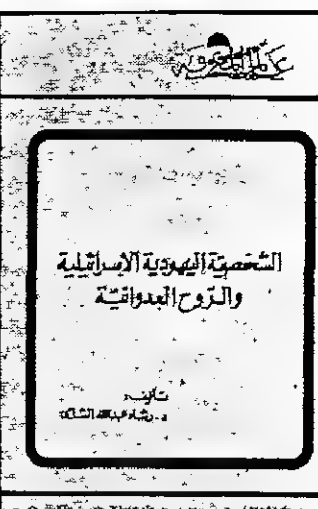 عالم المعرفة
الشخصية اليهودية الإسرائيلية
والروح العدوانية
تأليف:
د. رشاد عبدالله الشامي